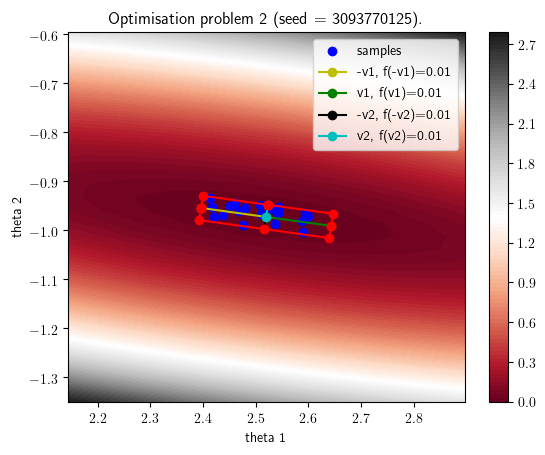 Optimisation problem 2 (seed = 3093770125).
samples
-v1, f(-v1)=0.01
v1, f(v1)=0.01
-v2, f(-v2)=0.01
v2, f(v2)=0.01
theta 2
−0.6
−0.7
−0.8
−0.9
−1.0
−1.1
−1.2
−1.3
2.2 2.3 2.4 2.5 2.6 2.7 2.8
theta 1
2.7
2.4
2.1
1.8
1.5
1.2
0.9
0.6
0.3
0.0